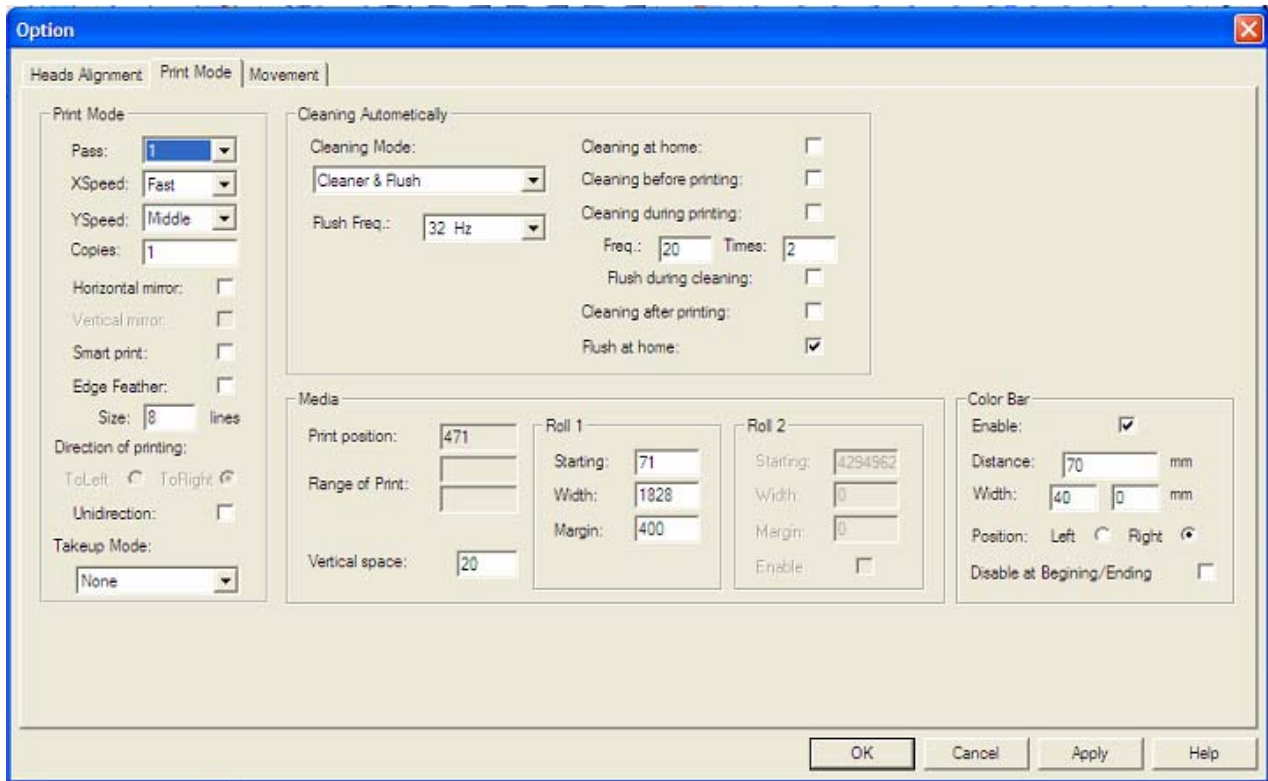 Option
Heads Alignment Print Mode Movement
Print Mode
Pass: 1
XSpeed: Fast
YSpeed: Middle
Copies: 1
Horizontal mirror:
Vertical mirror:
Smart print:
Edge Feather:
Size: 8 lines
Direction of printing:
ToLeft ToRight
Unidirection:
Takeup Mode:
None
Cleaning Autometically
Cleaning Mode:
Cleaner & Flush
Flush Freq.: 32 Hz
Cleaning at home:
Cleaning before printing:
Cleaning during printing:
Freq.: 20 Times: 2
Flush during cleaning:
Cleaning after printing:
Flush at home:
Media
Print position: 471
Range of Print:
Vertical space: 20
Roll 1
Starting: 71
Width: 1828
Margin: 400
Roll 2
Starting: 4294962
Width: 0
Margin: 0
Enable
Color Bar
Enable:
Distance: 70 mm
Width: 40 0 mm
Position: Left Right
Disable at Begining/Ending
OK Cancel Apply Help